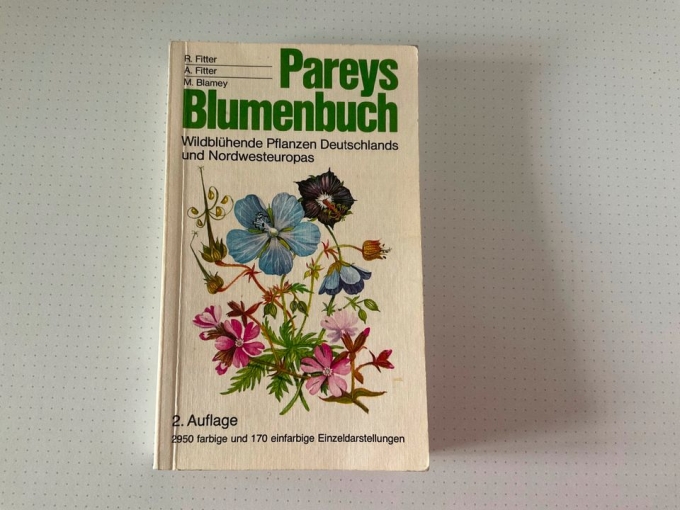 R. Fitter
A. Fitter
M. Blamey
Pareys
Blumenbuch
Wildblühende Pflanzen Deutschlands
und Nordwesteuropas
2. Auflage
2950 farbige und 170 einfarbige Einzeldarstellungen